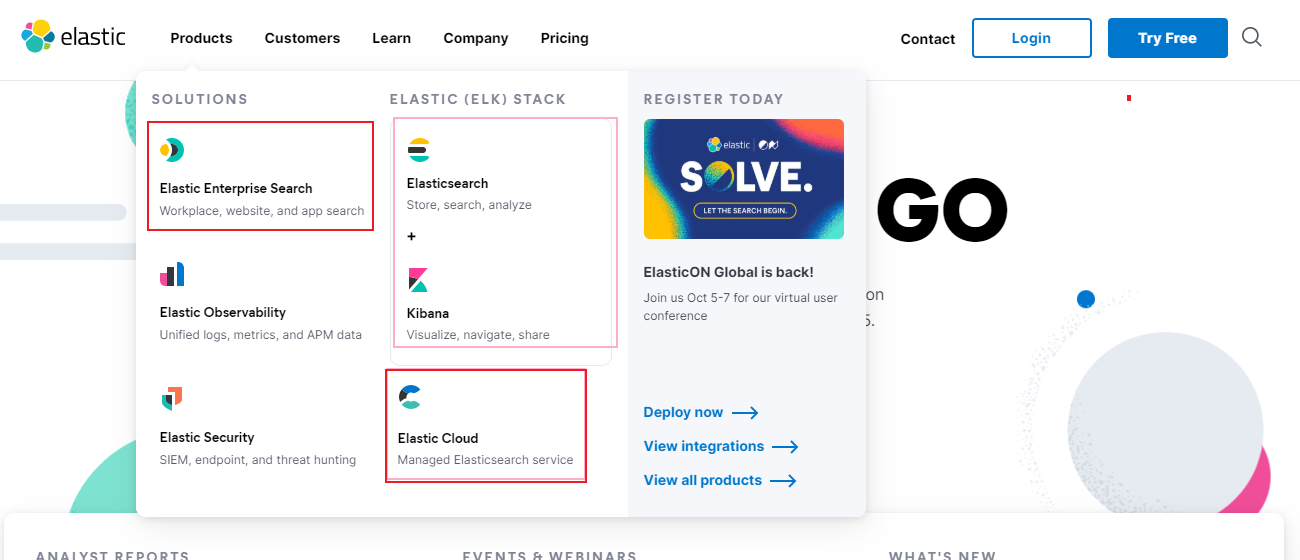 elastic
Products
Customers
Learn
Company
Pricing
Contact
Login
Try Free
SOLUTIONS
Elastic Enterprise Search
Workplace, website, and app search
Elastic Observability
Unified logs, metrics, and APM data
Elastic Security
SIEM, endpoint, and threat hunting
ELASTIC (ELK) STACK
Elasticsearch
Store, search, analyze
+
Kibana
Visualize, navigate, share
Elastic Cloud
Managed Elasticsearch service
REGISTER TODAY
elastic
SOLVE.
LET THE SEARCH BEGIN.
ElasticON Global is back!
Join us Oct 5-7 for our virtual user
conference
Deploy now
View integrations
View all products
GO
on
5.
ANALYST REPORTS
EVENTS & WEBINARS
WHAT'S NEW